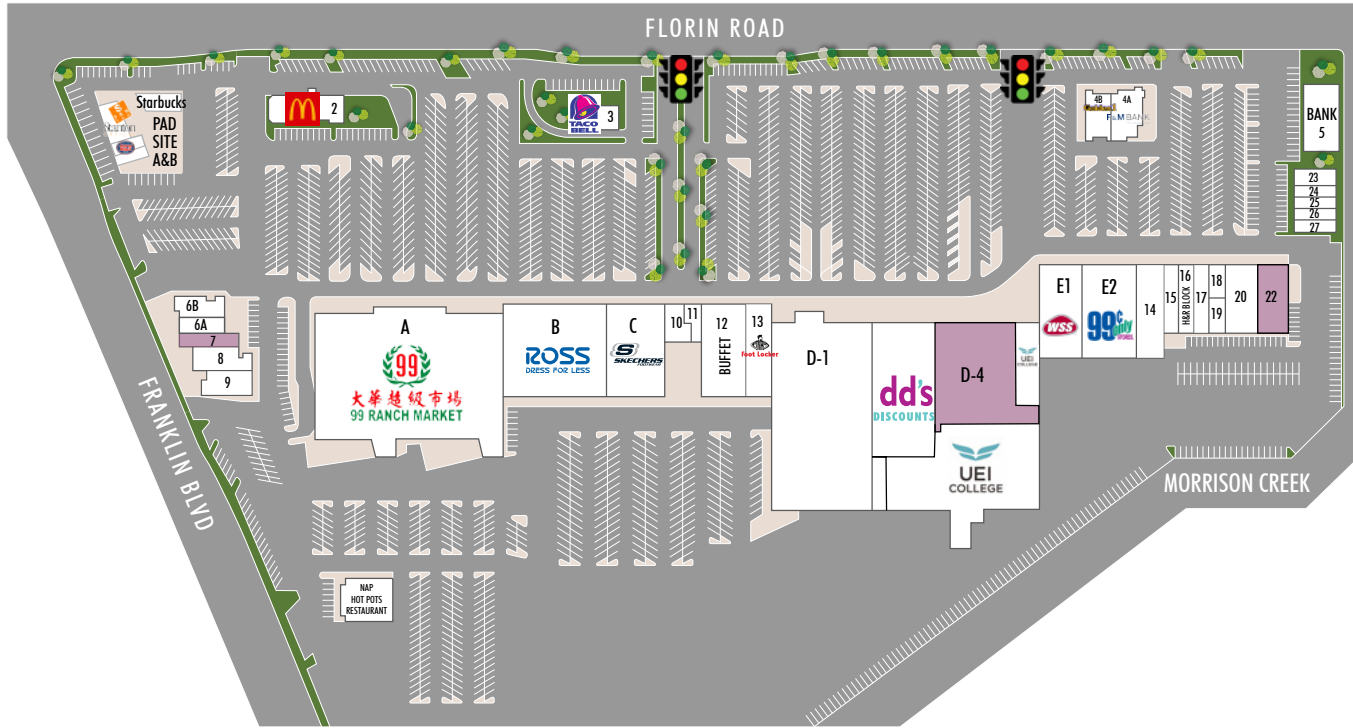 FLORIN ROAD
Starbucks
PAD
SITE
A&B
2
TACO
BELL
3
4B
4A
F&M BANK
BANK
5
23
24
25
26
27
6B
6A
7
8
9
A
99
大華超級市場
99 RANCH MARKET
B
ROSS
DRESS FOR LESS
C
S
SKECHERS
FOOTWEAR
10
11
12
BUFFET
13
Foot Locker
D-1
dd's
DISCOUNTS
D-4
UEI
COLLEGE
UEI
COLLEGE
E1
WSS
E2
99¢
only
STORES
14
15
16
H&R BLOCK
17
18
19
20
22
FRANKLIN BLVD
MORRISON CREEK
NAP
HOT POTS
RESTAURANT